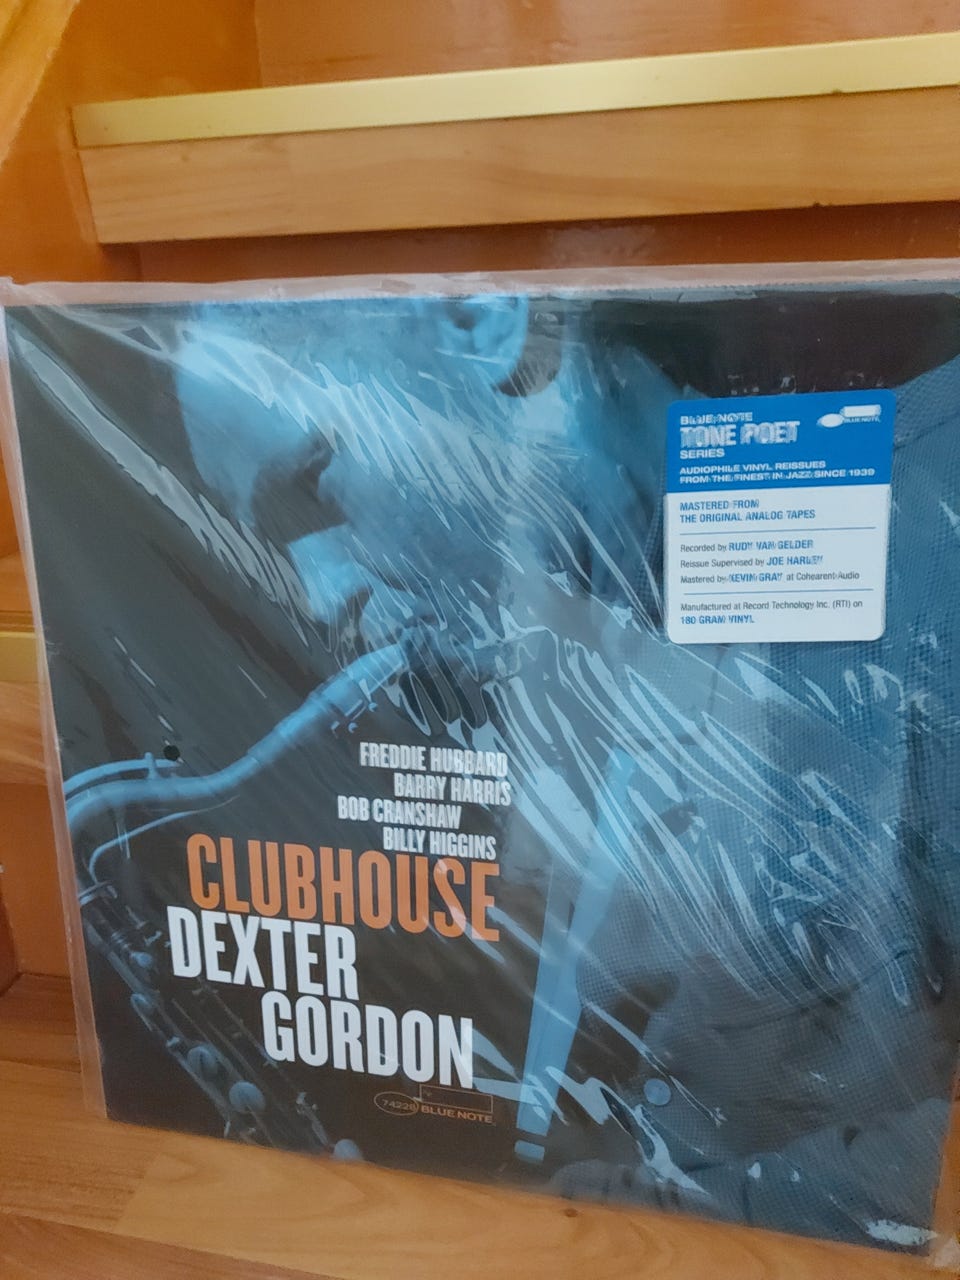 BLUE NOTE
TONE POET
SERIES
BLUE NOTE
AUDIOPHILE VINYL REISSUES
FROM THE FINEST IN JAZZ SINCE 1939
MASTERED FROM
THE ORIGINAL ANALOG TAPES
Recorded by RUDY VAN GELDER
Reissue Supervised by JOE HARLEY
Mastered by KEVIN GRAY at Cohearent Audio
Manufactured at Record Technology Inc. (RTI) on
180 GRAM VINYL
FREDDIE HUBBARD
BARRY HARRIS
BOB CRANSHAW
BILLY HIGGINS
CLUBHOUSE
DEXTER
GORDON
74228 BLUE NOTE